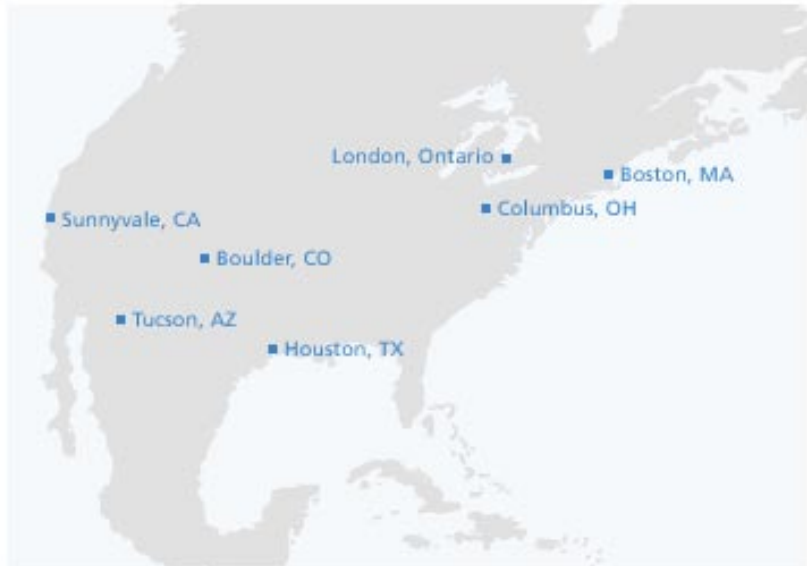 London, Ontario
Boston, MA
Columbus, OH
Sunnyvale, CA
Boulder, CO
Tucson, AZ
Houston, TX